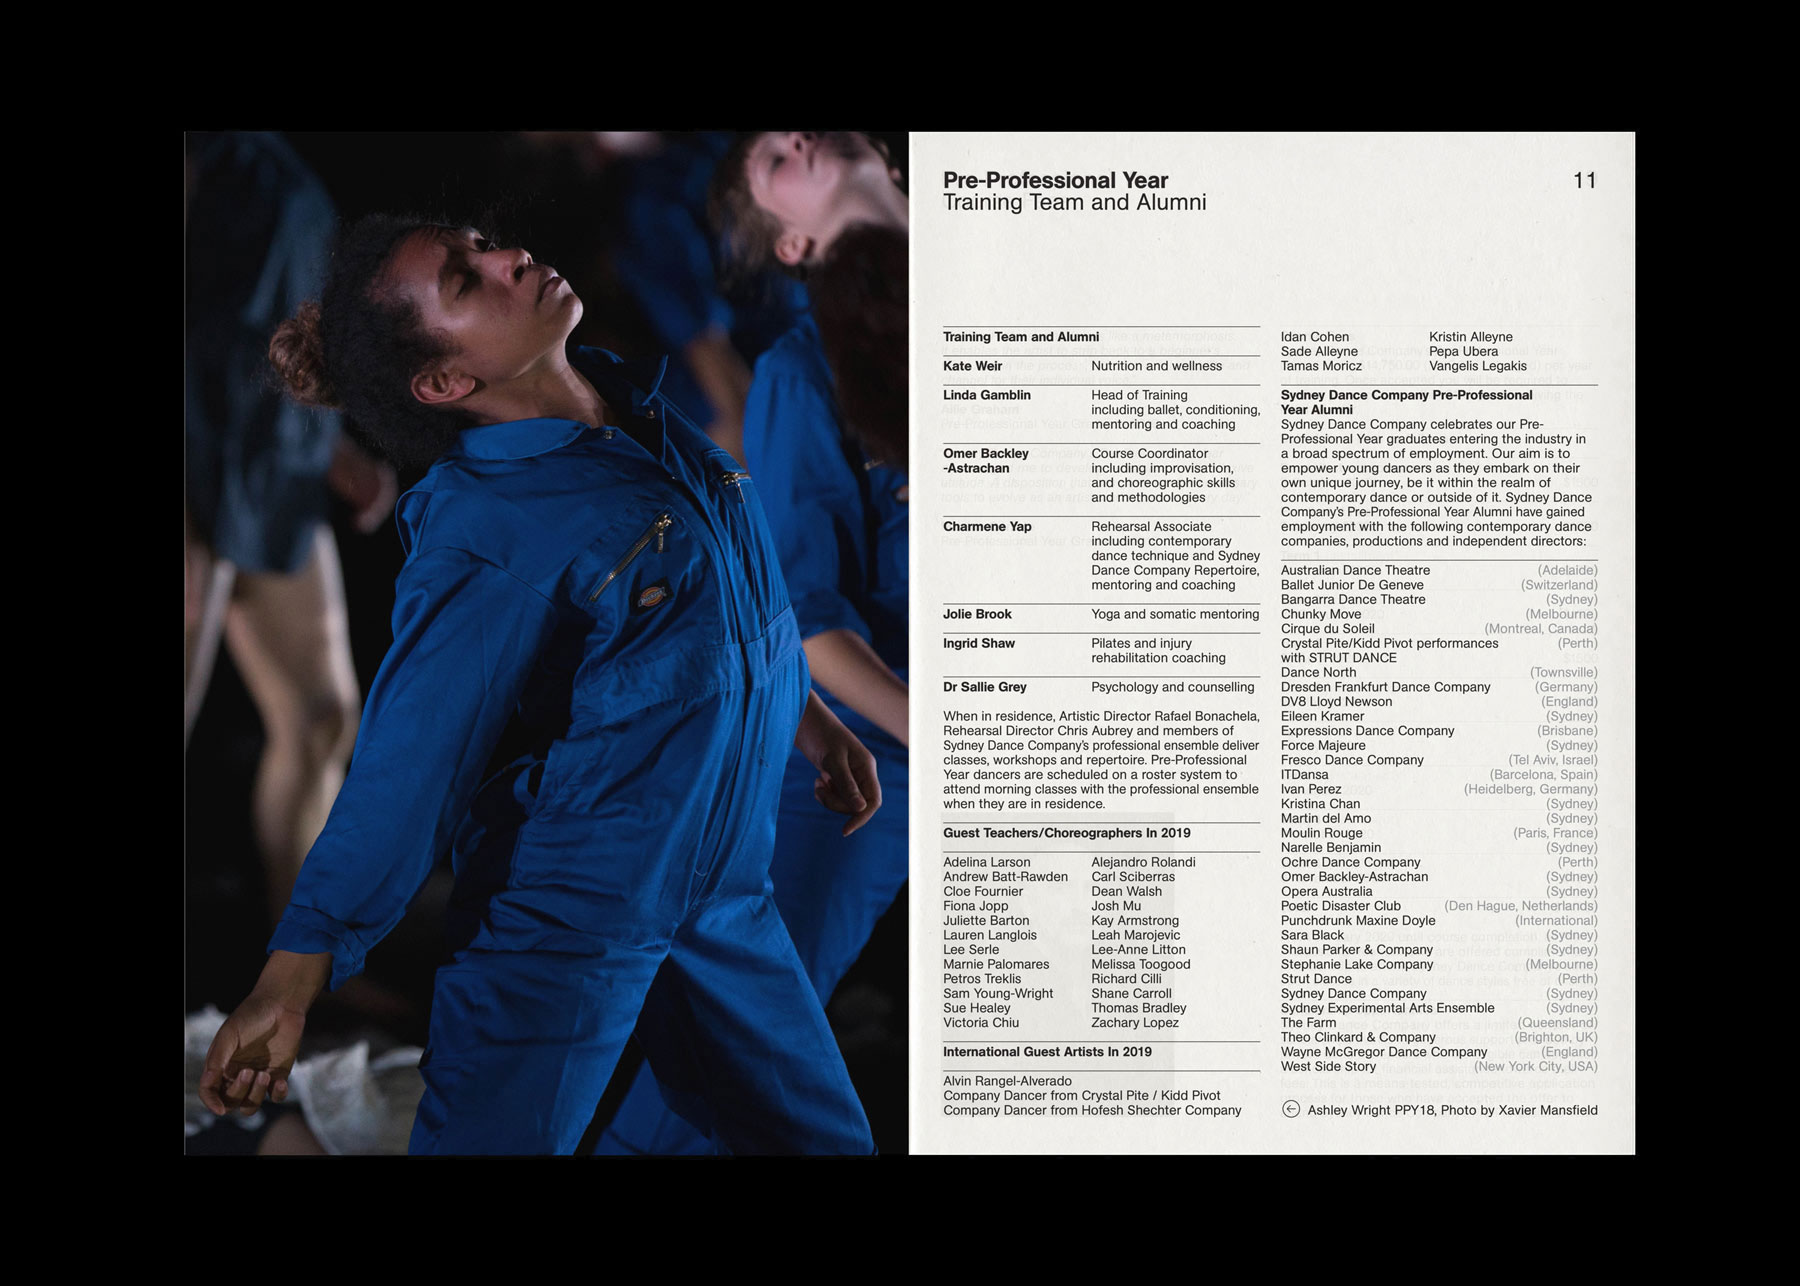 Pre-Professional Year
Training Team and Alumni
11
Training Team and Alumni
Kate Weir
Nutrition and wellness
Linda Gamblin
Head of Training
including ballet, conditioning,
mentoring and coaching
Omer Backley
-Astrachan
Course Coordinator
including improvisation,
and choreographic skills
and methodologies
Charmene Yap
Rehearsal Associate
including contemporary
dance technique and Sydney
Dance Company Repertoire,
mentoring and coaching
Jolie Brook
Yoga and somatic mentoring
Ingrid Shaw
Pilates and injury
rehabilitation coaching
Dr Sallie Grey
Psychology and counselling
When in residence, Artistic Director Rafael Bonachela,
Rehearsal Director Chris Aubrey and members of
Sydney Dance Company's professional ensemble deliver
classes, workshops and repertoire. Pre-Professional
Year dancers are scheduled on a roster system to
attend morning classes with the professional ensemble
when they are in residence.
Guest Teachers/Choreographers In 2019
Adelina Larson Alejandro Rolandi
Andrew Batt-Rawden Carl Sciberras
Cloe Fournier Dean Walsh
Fiona Jopp Josh Mu
Juliette Barton Kay Armstrong
Lauren Langlois Leah Marojevic
Lee Serle Lee-Anne Litton
Marnie Palomares Melissa Toogood
Petros Treklis Richard Cilli
Sam Young-Wright Shane Carroll
Sue Healey Thomas Bradley
Victoria Chiu Zachary Lopez
International Guest Artists In 2019
Alvin Rangel-Alverado
Company Dancer from Crystal Pite / Kidd Pivot
Company Dancer from Hofesh Shechter Company
Idan Cohen Kristin Alleyne
Sade Alleyne Pepa Ubera
Tamas Moricz Vangelis Legakis
Sydney Dance Company Pre-Professional
Year Alumni
Sydney Dance Company celebrates our Pre-
Professional Year graduates entering the industry in
a broad spectrum of employment. Our aim is to
empower young dancers as they embark on their
own unique journey, be it within the realm of
contemporary dance or outside of it. Sydney Dance
Company's Pre-Professional Year Alumni have gained
employment with the following contemporary dance
companies, productions and independent directors:
Australian Dance Theatre (Adelaide)
Ballet Junior De Geneve (Switzerland)
Bangarra Dance Theatre (Sydney)
Chunky Move (Melbourne)
Cirque du Soleil (Montreal, Canada)
Crystal Pite/Kidd Pivot performances (Perth)
with STRUT DANCE
Dance North (Townsville)
Dresden Frankfurt Dance Company (Germany)
DV8 Lloyd Newson (England)
Eileen Kramer (Sydney)
Expressions Dance Company (Brisbane)
Force Majeure (Sydney)
Fresco Dance Company (Tel Aviv, Israel)
ITDansa (Barcelona, Spain)
Ivan Perez (Heidelberg, Germany)
Kristina Chan (Sydney)
Martin del Amo (Sydney)
Moulin Rouge (Paris, France)
Narelle Benjamin (Sydney)
Ochre Dance Company (Perth)
Omer Backley-Astrachan (Sydney)
Opera Australia (Sydney)
Poetic Disaster Club (Den Hague, Netherlands)
Punchdrunk Maxine Doyle (International)
Sara Black (Sydney)
Shaun Parker & Company (Sydney)
Stephanie Lake Company (Melbourne)
Strut Dance (Perth)
Sydney Dance Company (Sydney)
Sydney Experimental Arts Ensemble (Sydney)
The Farm (Queensland)
Theo Clinkard & Company (Brighton, UK)
Wayne McGregor Dance Company (England)
West Side Story (New York City, USA)
Ashley Wright PPY18, Photo by Xavier Mansfield